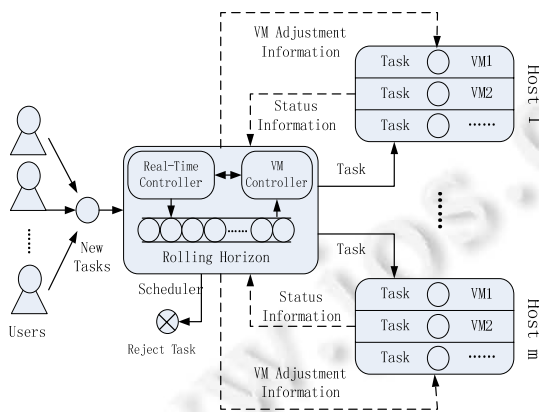 VM Adjustment
Information
Task VM1
Task VM2
Task ……
Host 1
Status
Information
Real-Time
Controller
VM
Controller
Task
……
Rolling Horizon
New
Tasks
Users
Scheduler
Reject Task
Task
Status
Information
Task VM1
Task VM2
Task ……
Host m
VM Adjustment
Information